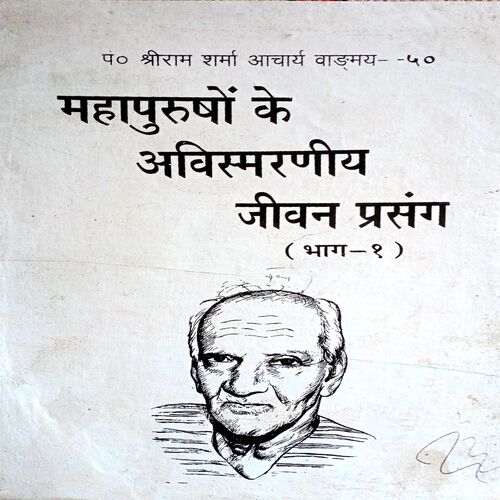 पं० श्रीराम शर्मा आचार्य वाङ्मय- -५०
महापुरुषों के
अविस्मरणीय
जीवन प्रसंग
( भाग-१ )